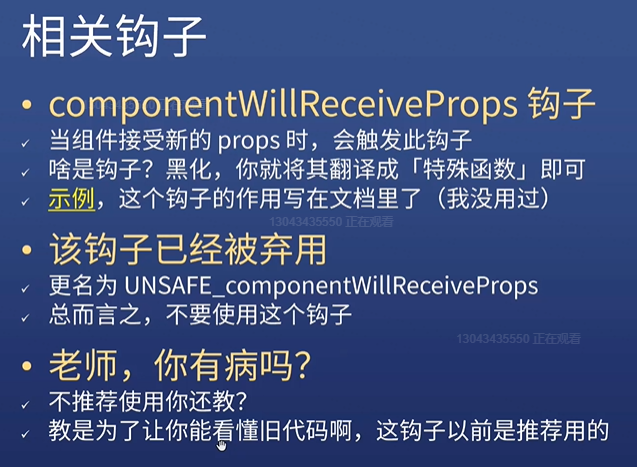 相关钩子
• componentWillReceiveProps 钩子
✓ 当组件接受新的 props 时，会触发此钩子
✓ 啥是钩子？黑化，你就将其翻译成「特殊函数」即可
✓ 示例，这个钩子的作用写在文档里了（我没用过）
13043435550 正在观看
• 该钩子已经被弃用
✓ 更名为 UNSAFE_componentWillReceiveProps
✓ 总而言之，不要使用这个钩子
13043435550 正在观看
• 老师，你有病吗？
✓ 不推荐使用你还教？
✓ 教是为了让你能看懂旧代码啊，这钩子以前是推荐用的